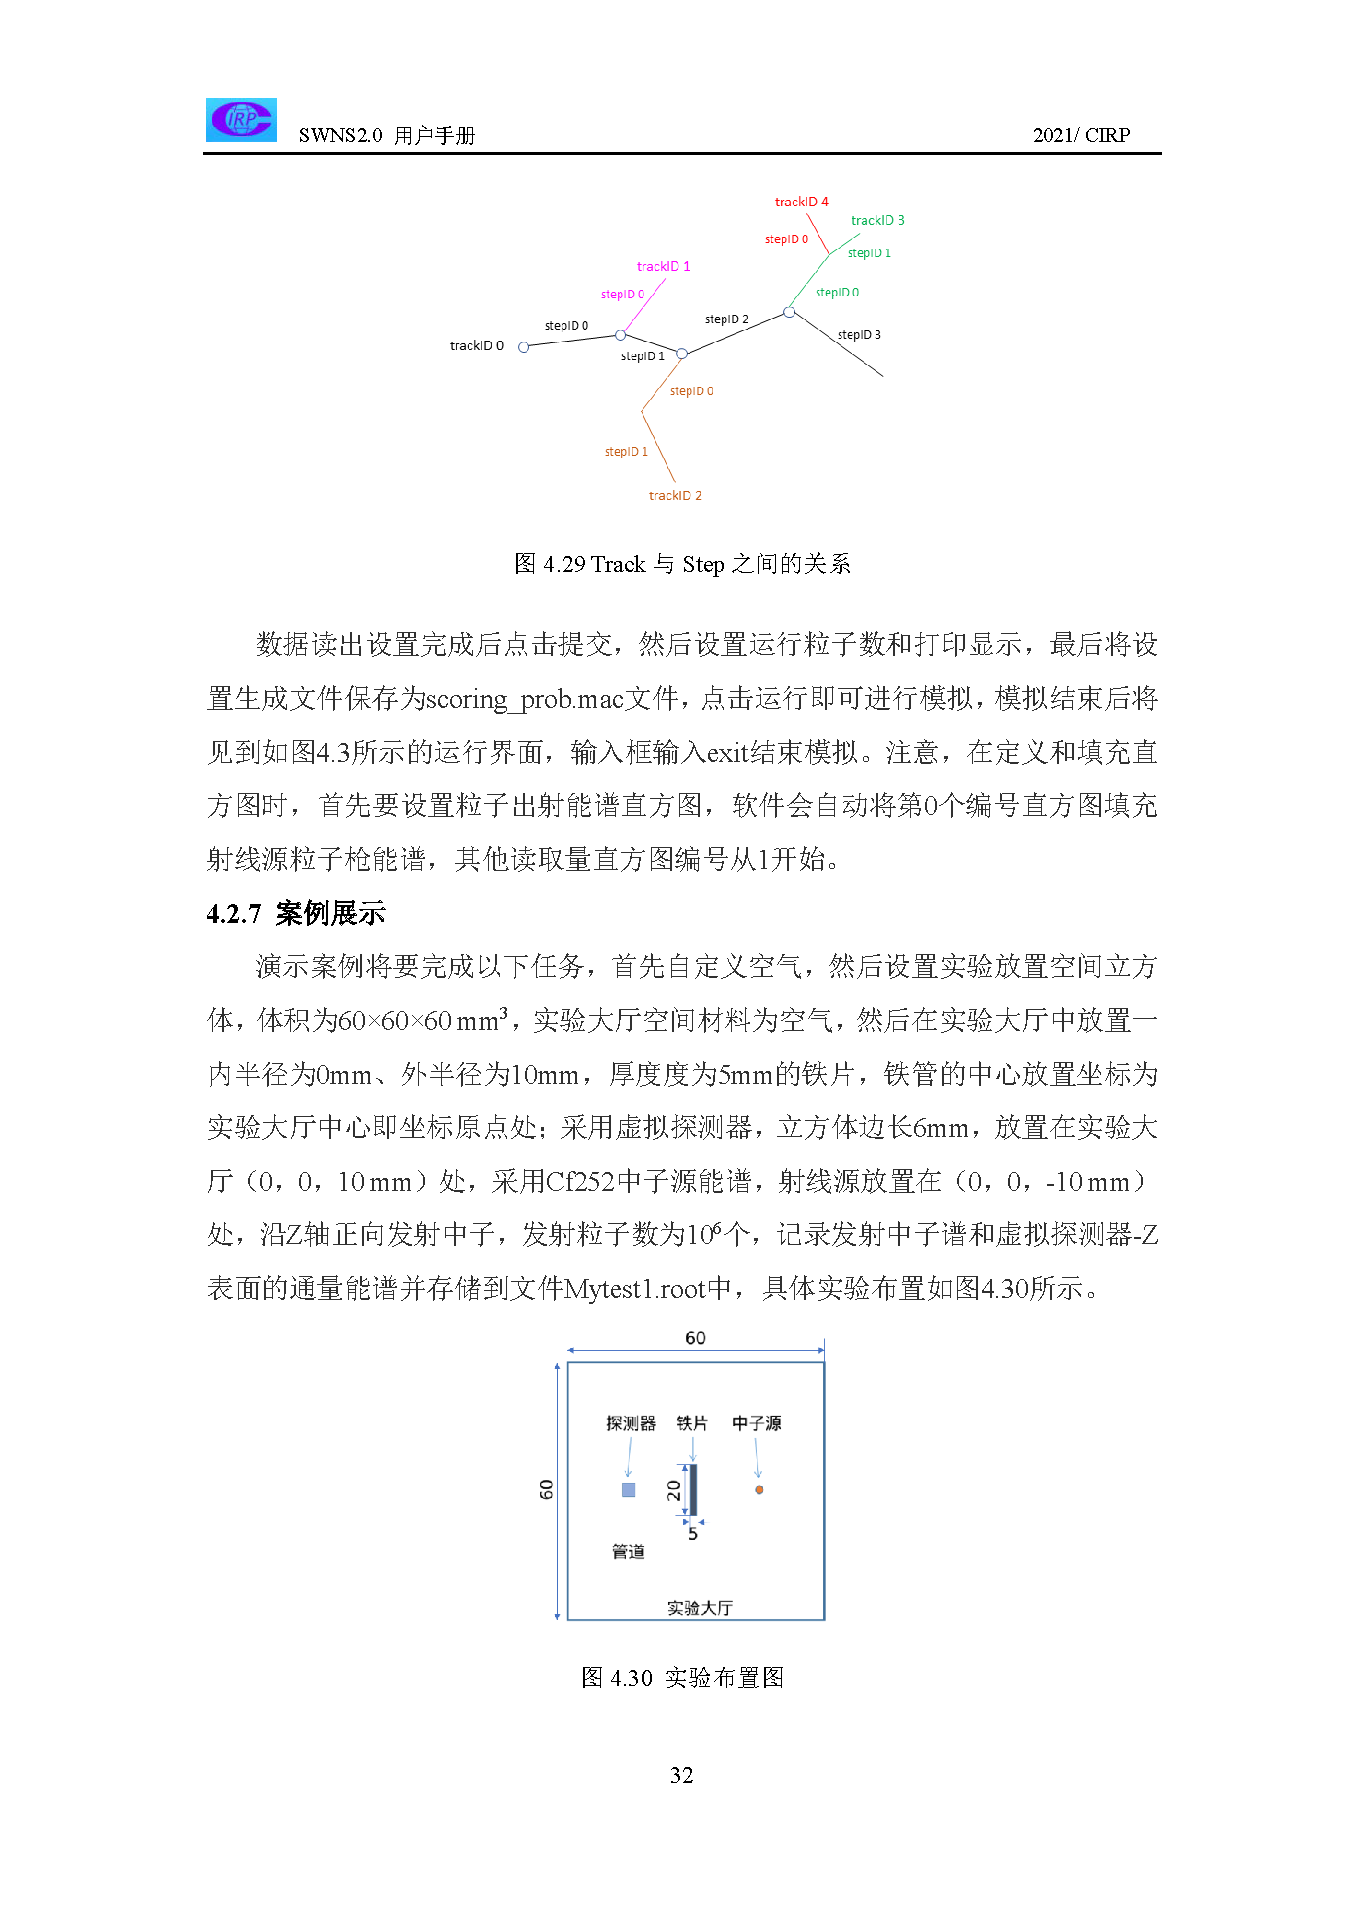 IRP
SWNS2.0 用户手册 2021/ CIRP
trackID 4
trackID 3
stepID 0
stepID 1
trackID 1
stepID 0
stepID 0
stepID 2
stepID 0
stepID 3
trackID 0
stepID 1
stepID 0
stepID 1
trackID 2
图 4.29 Track 与 Step 之间的关系
数据读出设置完成后点击提交，然后设置运行粒子数和打印显示，最后将设
置生成文件保存为scoring_prob.mac文件，点击运行即可进行模拟，模拟结束后将
见到如图4.3所示的运行界面，输入框输入exit结束模拟。注意，在定义和填充直
方图时，首先要设置粒子出射能谱直方图，软件会自动将第0个编号直方图填充
射线源粒子枪能谱，其他读取量直方图编号从1开始。
4.2.7 案例展示
演示案例将要完成以下任务，首先自定义空气，然后设置实验放置空间立方
体，体积为60×60×60 mm³，实验大厅空间材料为空气，然后在实验大厅中放置一
内半径为0mm、外半径为10mm，厚度度为5mm的铁片，铁管的中心放置坐标为
实验大厅中心即坐标原点处；采用虚拟探测器，立方体边长6mm，放置在实验大
厅（0，0，10 mm）处，采用Cf252中子源能谱，射线源放置在（0，0，-10 mm）
处，沿Z轴正向发射中子，发射粒子数为10⁶个，记录发射中子谱和虚拟探测器-Z
表面的通量能谱并存储到文件Mytest1.root中，具体实验布置如图4.30所示。
60
探测器 铁片 中子源
60
20
5
管道
实验大厅
图 4.30 实验布置图
32